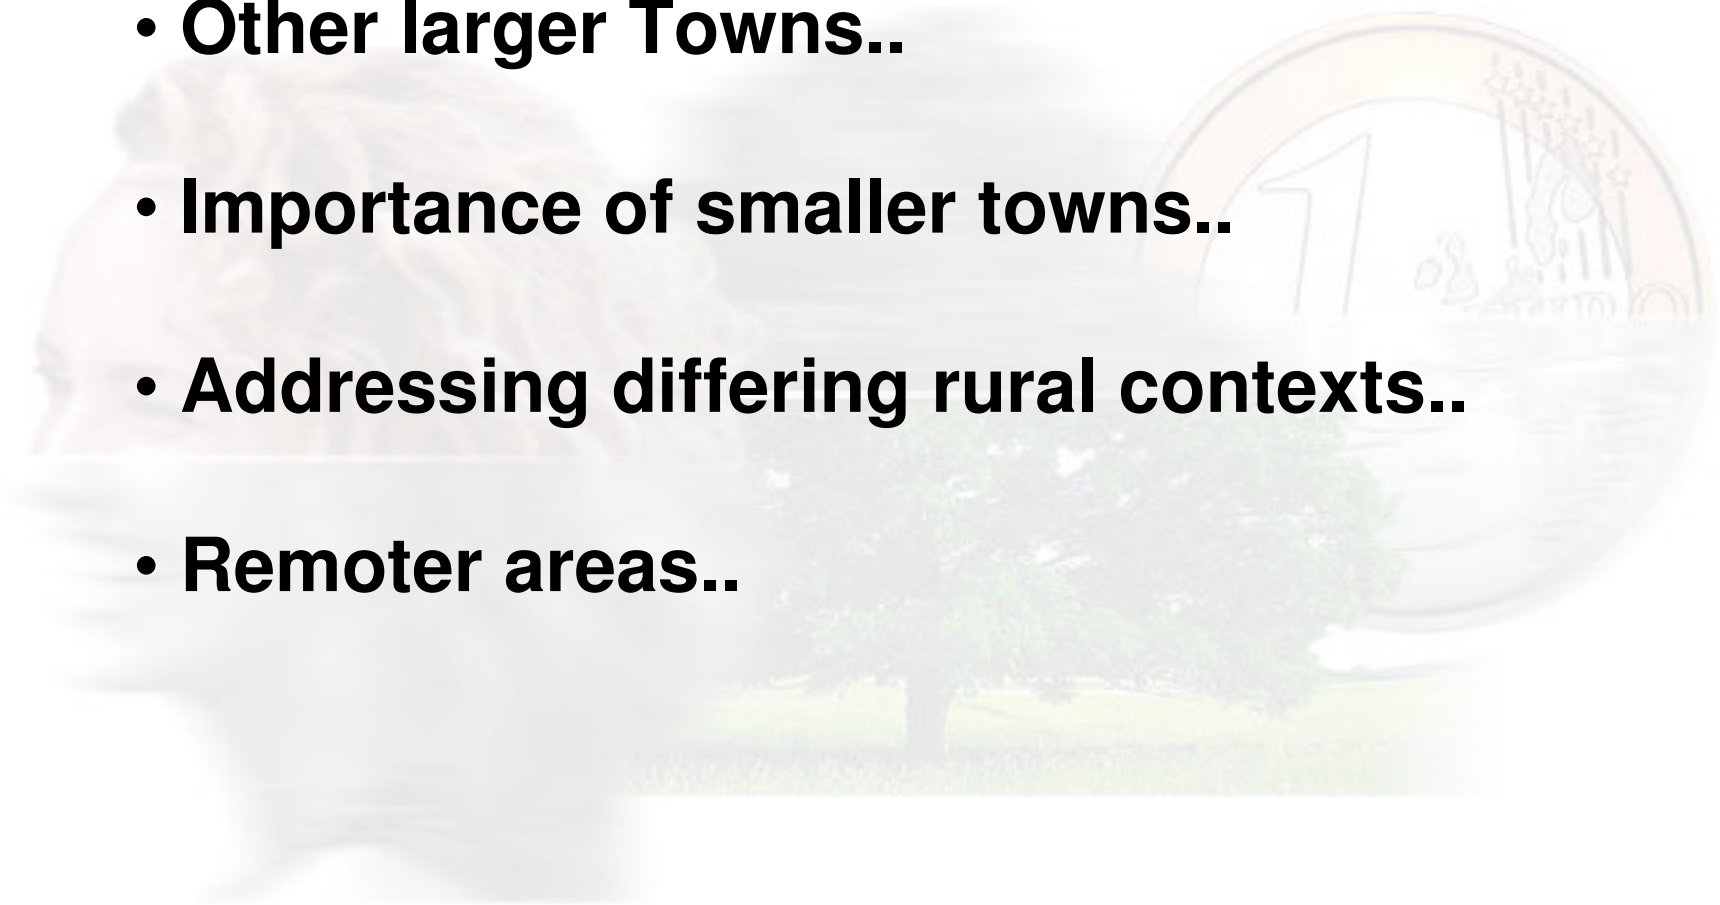 • Other larger Towns..
• Importance of smaller towns..
• Addressing differing rural contexts..
• Remoter areas..